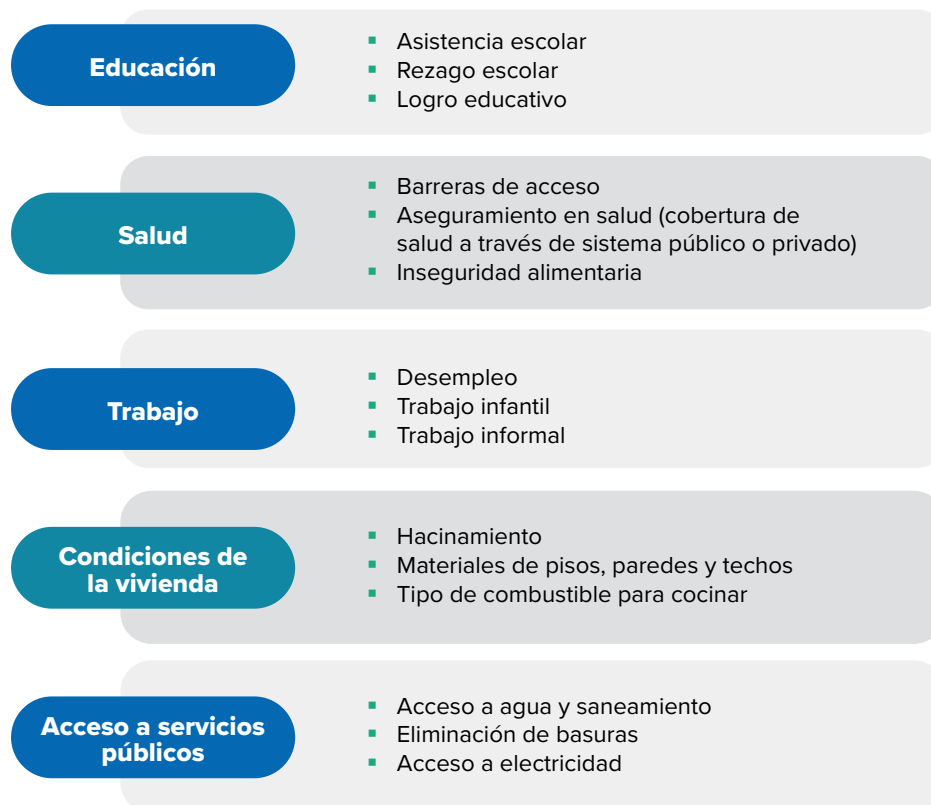 Educación
▪ Asistencia escolar
▪ Rezago escolar
▪ Logro educativo
Salud
▪ Barreras de acceso
▪ Aseguramiento en salud (cobertura de
salud a través de sistema público o privado)
▪ Inseguridad alimentaria
Trabajo
▪ Desempleo
▪ Trabajo infantil
▪ Trabajo informal
Condiciones de
la vivienda
▪ Hacinamiento
▪ Materiales de pisos, paredes y techos
▪ Tipo de combustible para cocinar
Acceso a servicios
públicos
▪ Acceso a agua y saneamiento
▪ Eliminación de basuras
▪ Acceso a electricidad